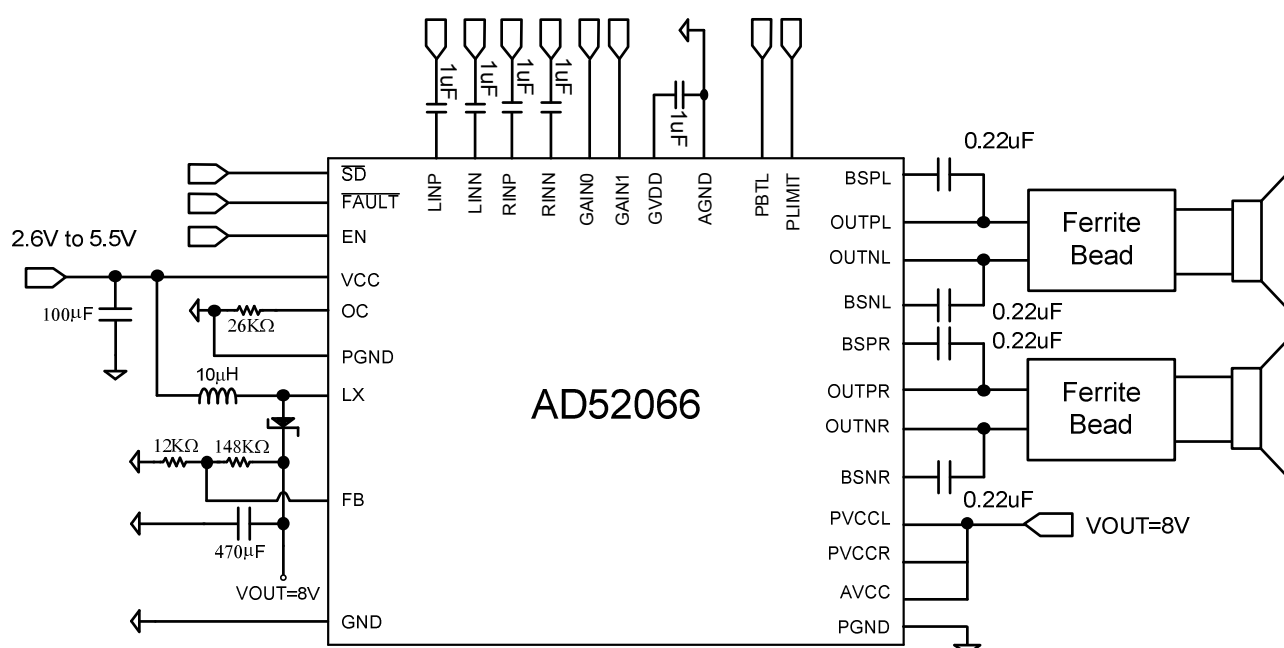 1uF
1uF
1uF
1uF
1uF
0.22uF
SD
FAULT
EN
2.6V to 5.5V
VCC
100μF
OC
26KΩ
PGND
10μH
LX
12KΩ
148KΩ
FB
470μF
VOUT=8V
GND
LINP
LINN
RINP
RINN
GAIN0
GAIN1
GVDD
AGND
PBTL
PLIMIT
AD52066
BSPL
OUTPL
OUTNL
BSNL
0.22uF
BSPR
0.22uF
OUTPR
OUTNR
BSNR
0.22uF
PVCCL
PVCCR
AVCC
PGND
Ferrite
Bead
Ferrite
Bead
VOUT=8V